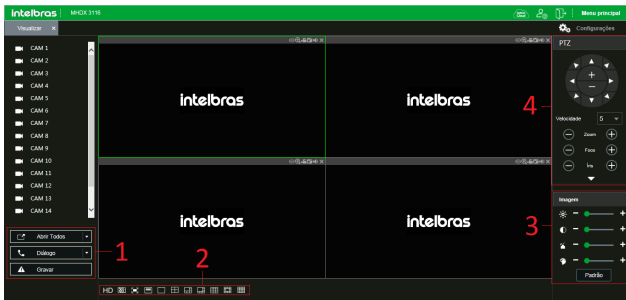 intelbras MHDX 3116 Menu principal
Visualizar × Configurações
CAM 1
CAM 2
CAM 3
CAM 4
CAM 5
CAM 6
CAM 7
CAM 8
CAM 9
CAM 10
CAM 11
CAM 12
CAM 13
CAM 14
Abrir Todos
Diálogo
Gravar
1
intelbras
intelbras
intelbras
intelbras
HD
2
PTZ
4
Velocidade 5
Zoom
Foco
Íris
Imagem
3
Padrão